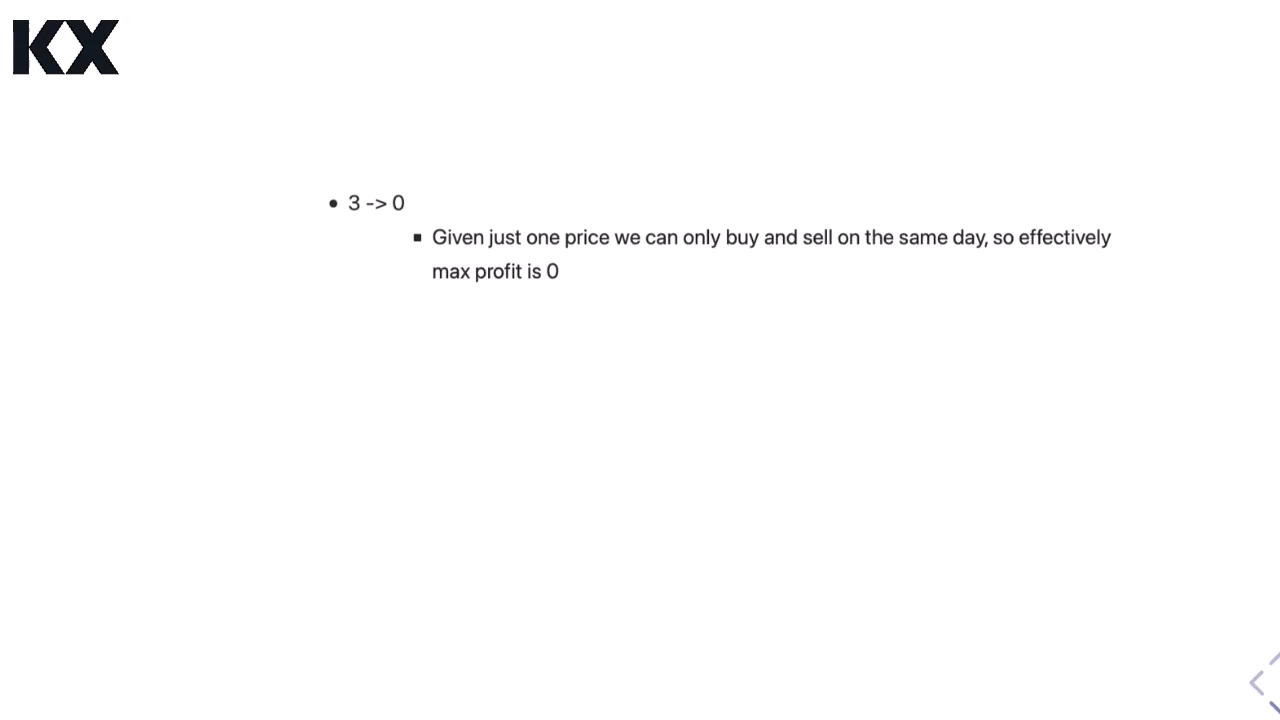 KX
• 3 -> 0
▪ Given just one price we can only buy and sell on the same day, so effectively
max profit is 0